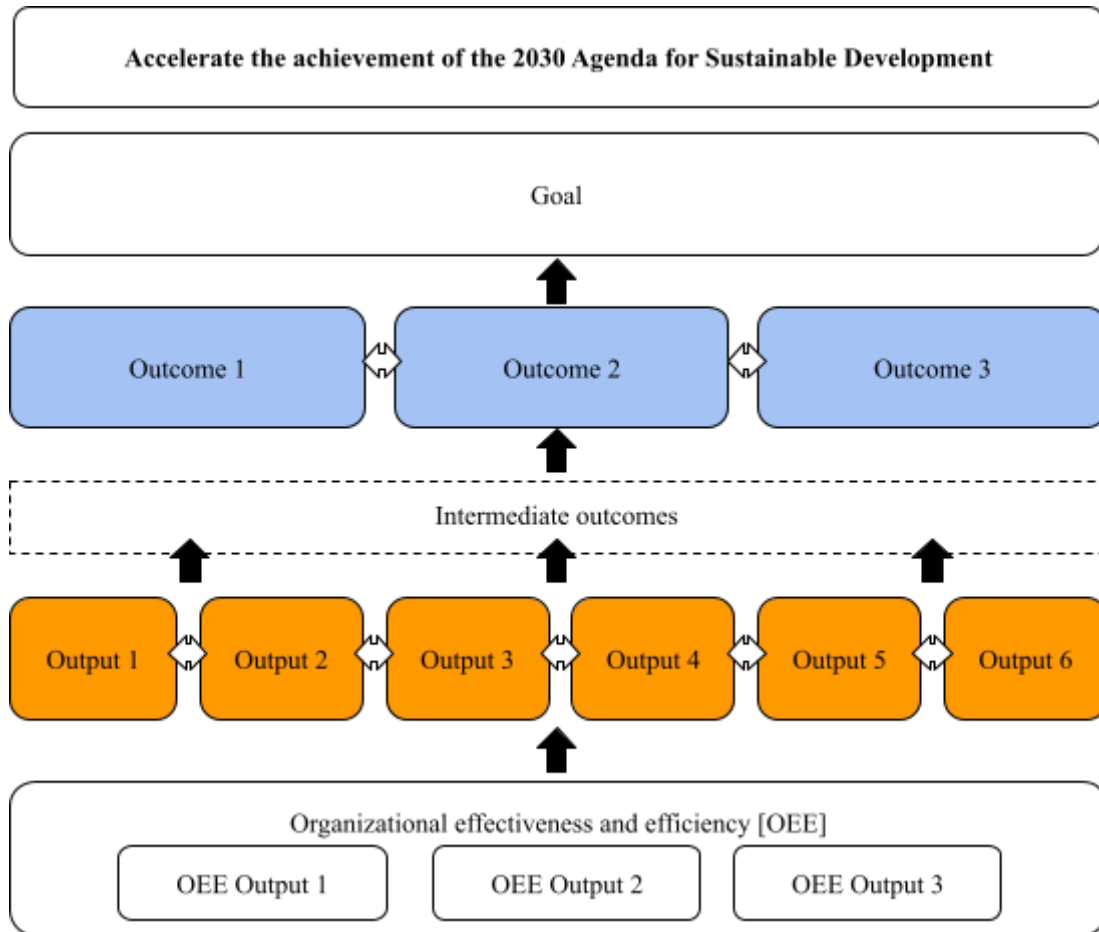 Accelerate the achievement of the 2030 Agenda for Sustainable Development
Goal
Outcome 1
Outcome 2
Outcome 3
Intermediate outcomes
Output 1
Output 2
Output 3
Output 4
Output 5
Output 6
Organizational effectiveness and efficiency [OEE]
OEE Output 1
OEE Output 2
OEE Output 3